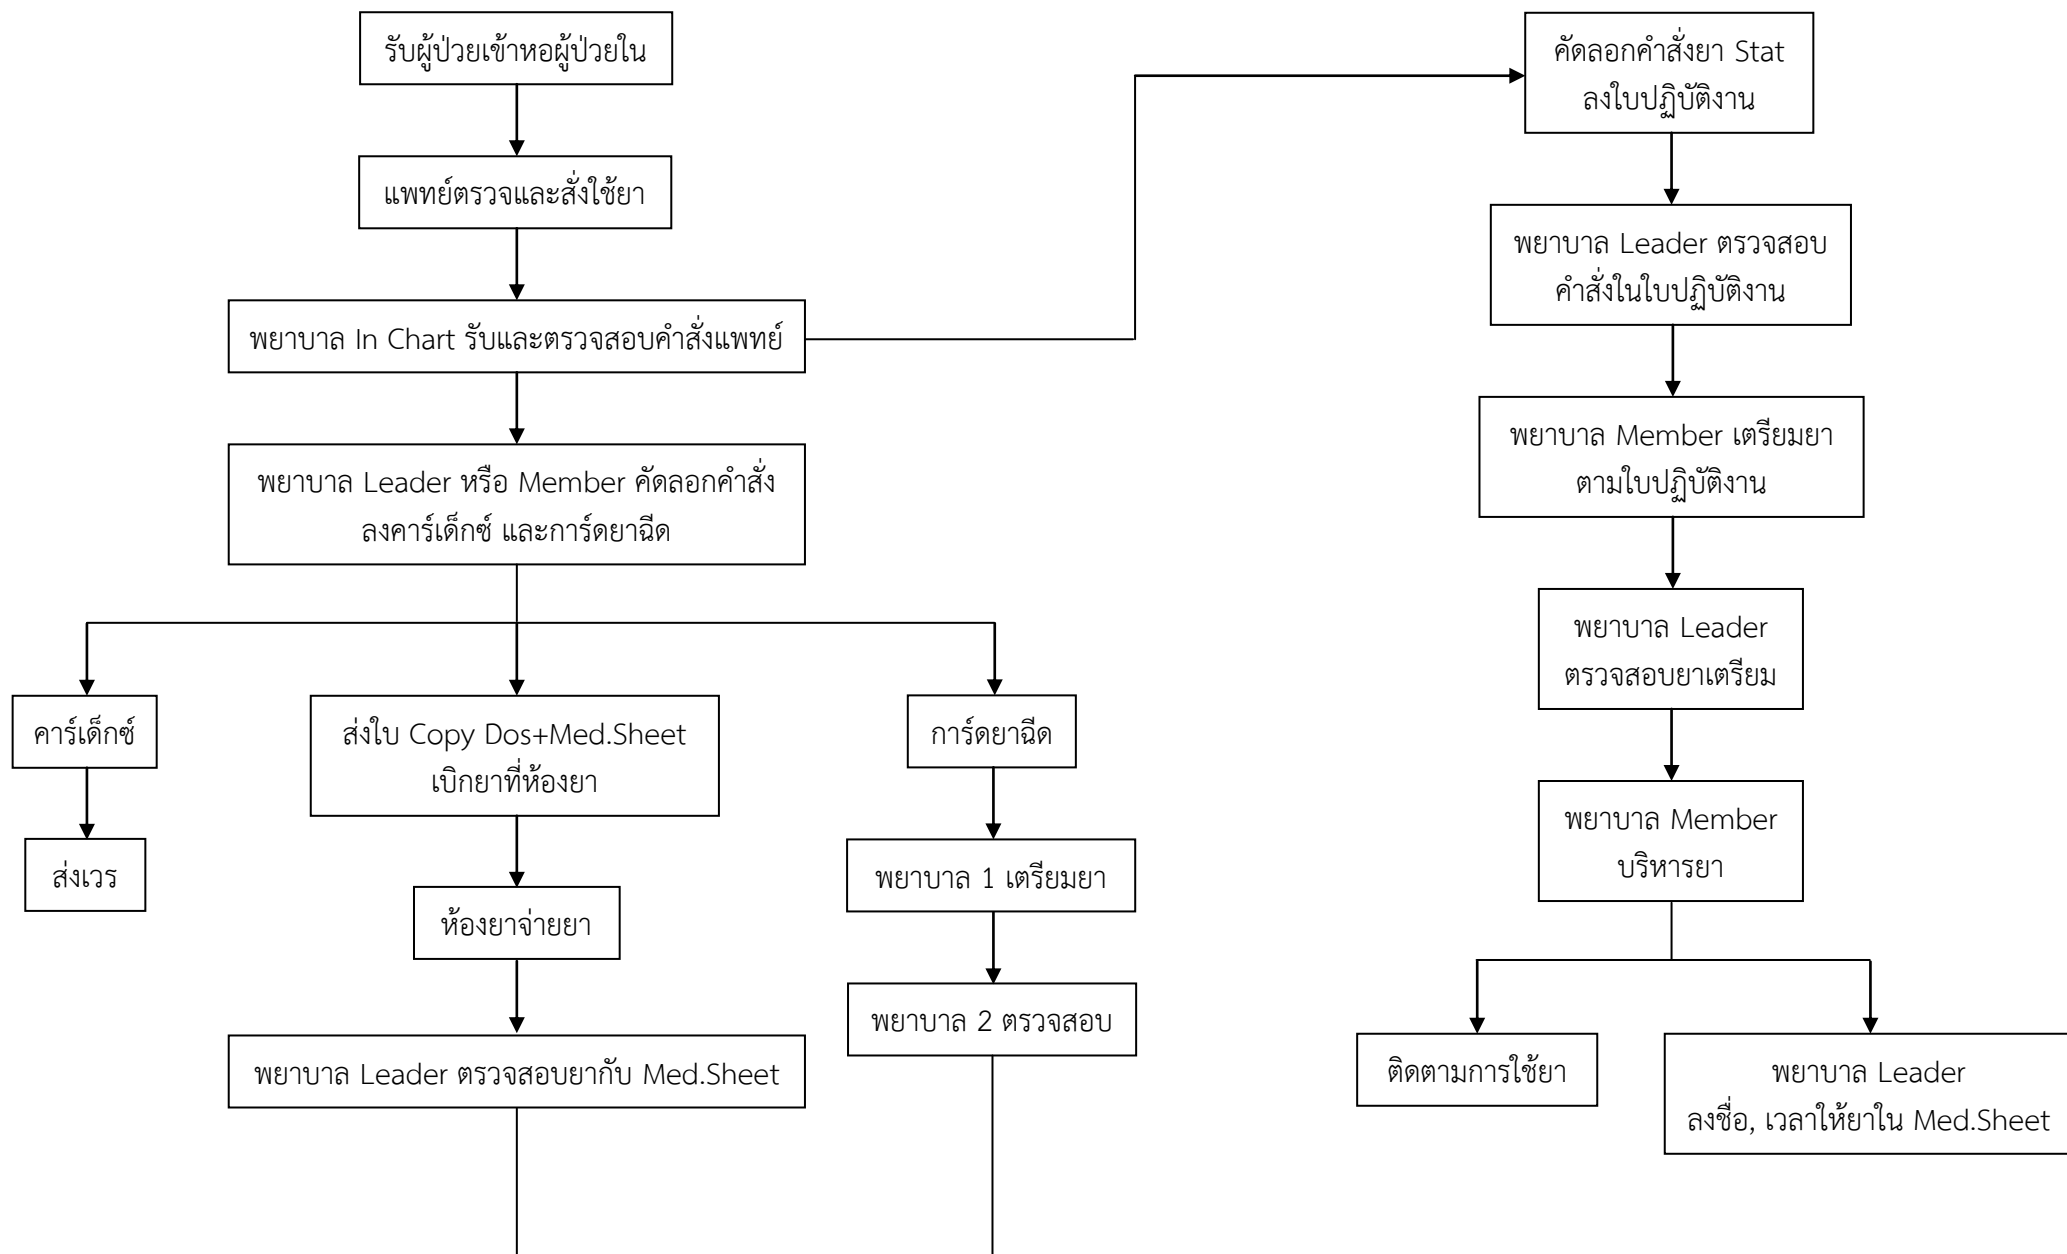 รับผู้ป่วยเข้าหอผู้ป่วยใน
แพทย์ตรวจและสั่งใช้ยา
พยาบาล In Chart รับและตรวจสอบคำสั่งแพทย์
พยาบาล Leader หรือ Member คัดลอกคำสั่ง
ลงคาร์เด็กซ์ และการ์ดยาฉีด
คาร์เด็กซ์
ส่งเวร
ส่งใบ Copy Dos+Med.Sheet
เบิกยาที่ห้องยา
ห้องยาจ่ายยา
พยาบาล Leader ตรวจสอบยากับ Med.Sheet
การ์ดยาฉีด
พยาบาล 1 เตรียมยา
พยาบาล 2 ตรวจสอบ
คัดลอกคำสั่งยา Stat
ลงใบปฏิบัติงาน
พยาบาล Leader ตรวจสอบ
คำสั่งในใบปฏิบัติงาน
พยาบาล Member เตรียมยา
ตามใบปฏิบัติงาน
พยาบาล Leader
ตรวจสอบยาเตรียม
พยาบาล Member
บริหารยา
ติดตามการใช้ยา
พยาบาล Leader
ลงชื่อ, เวลาให้ยาใน Med.Sheet